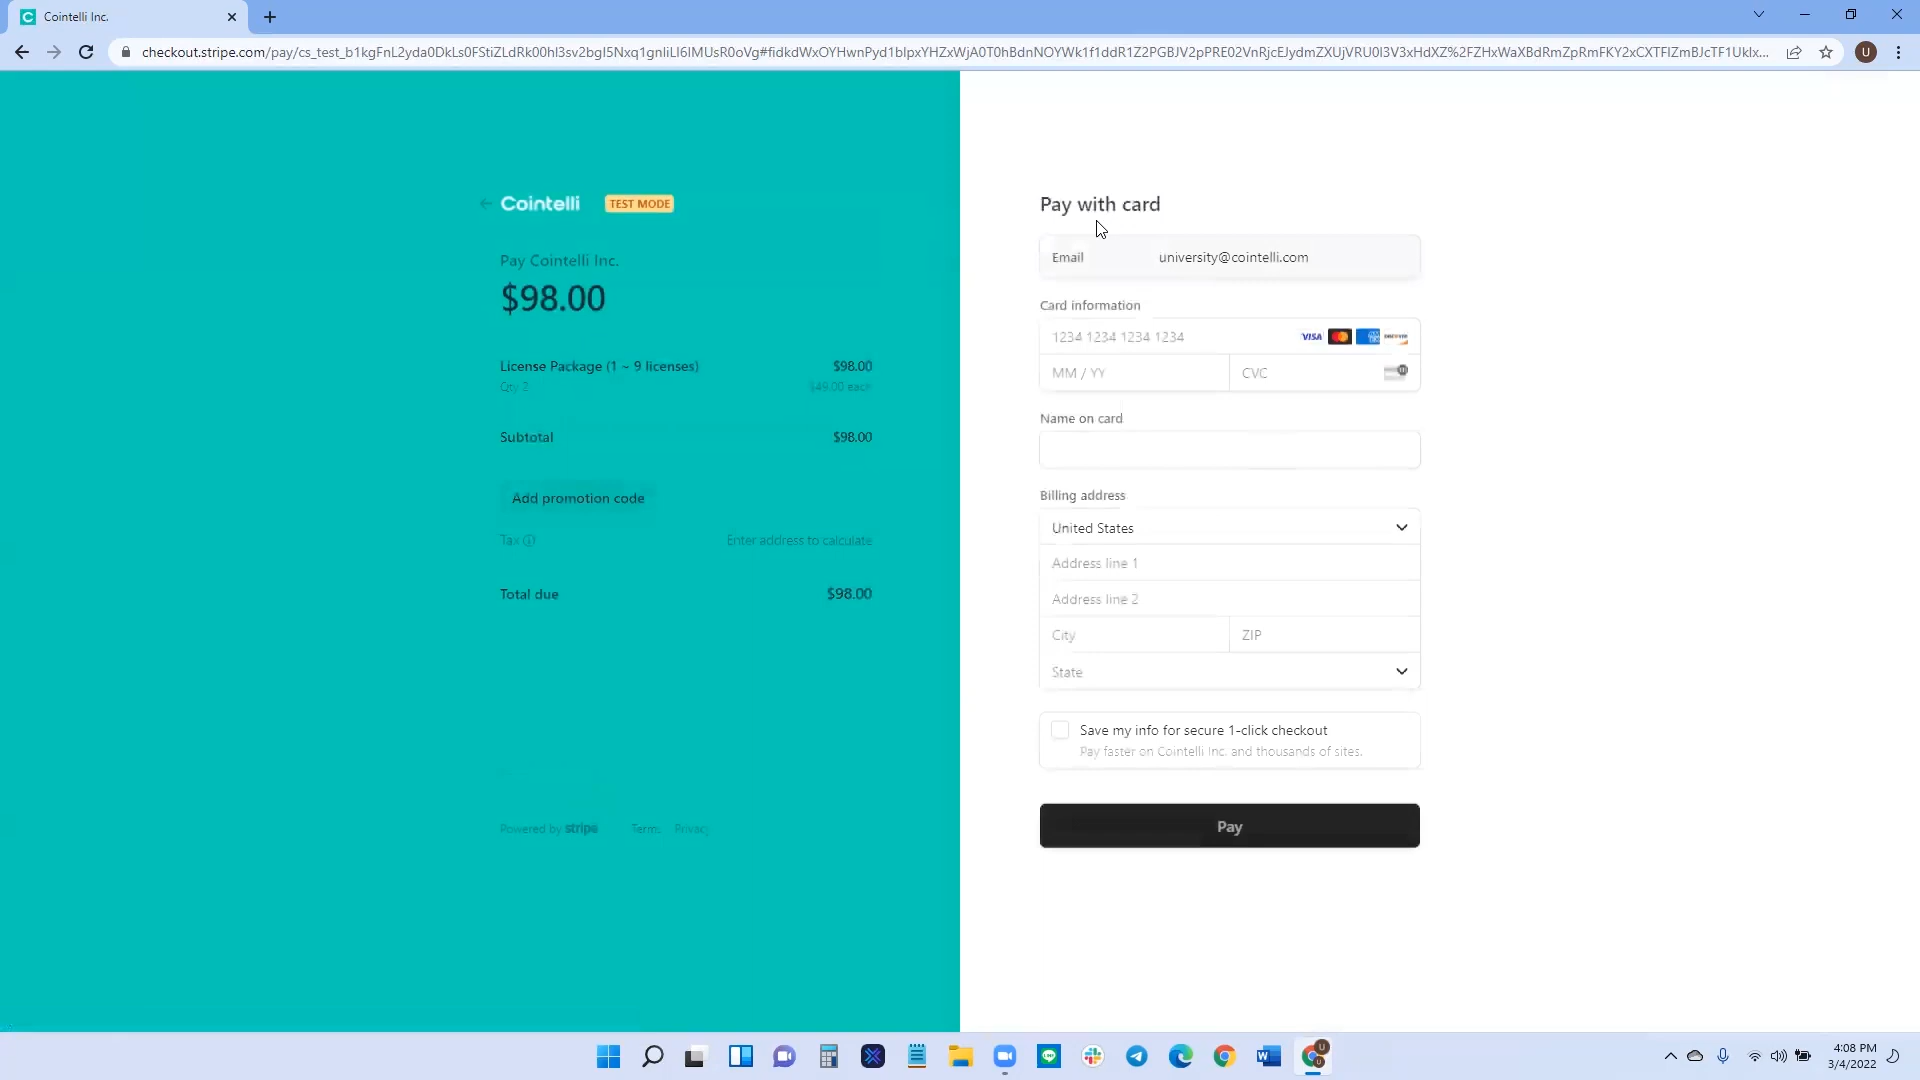 Cointelli Inc.
checkout.stripe.com
Cointelli
TEST MODE
Pay Cointelli Inc.
$98.00
License Package (1 ~ 9 licenses) $98.00
Qty 2 $49.00 each
Subtotal $98.00
Add promotion code
Tax Enter address to calculate
Total due $98.00
Powered by stripe Terms Privacy
Pay with card
Email university@cointelli.com
Card information
1234 1234 1234 1234 VISA
MM / YY CVC
Name on card
Billing address
United States
Address line 1
Address line 2
City ZIP
State
Save my info for secure 1-click checkout
Pay faster on Cointelli Inc. and thousands of sites.
Pay
4:08 PM
3/4/2022